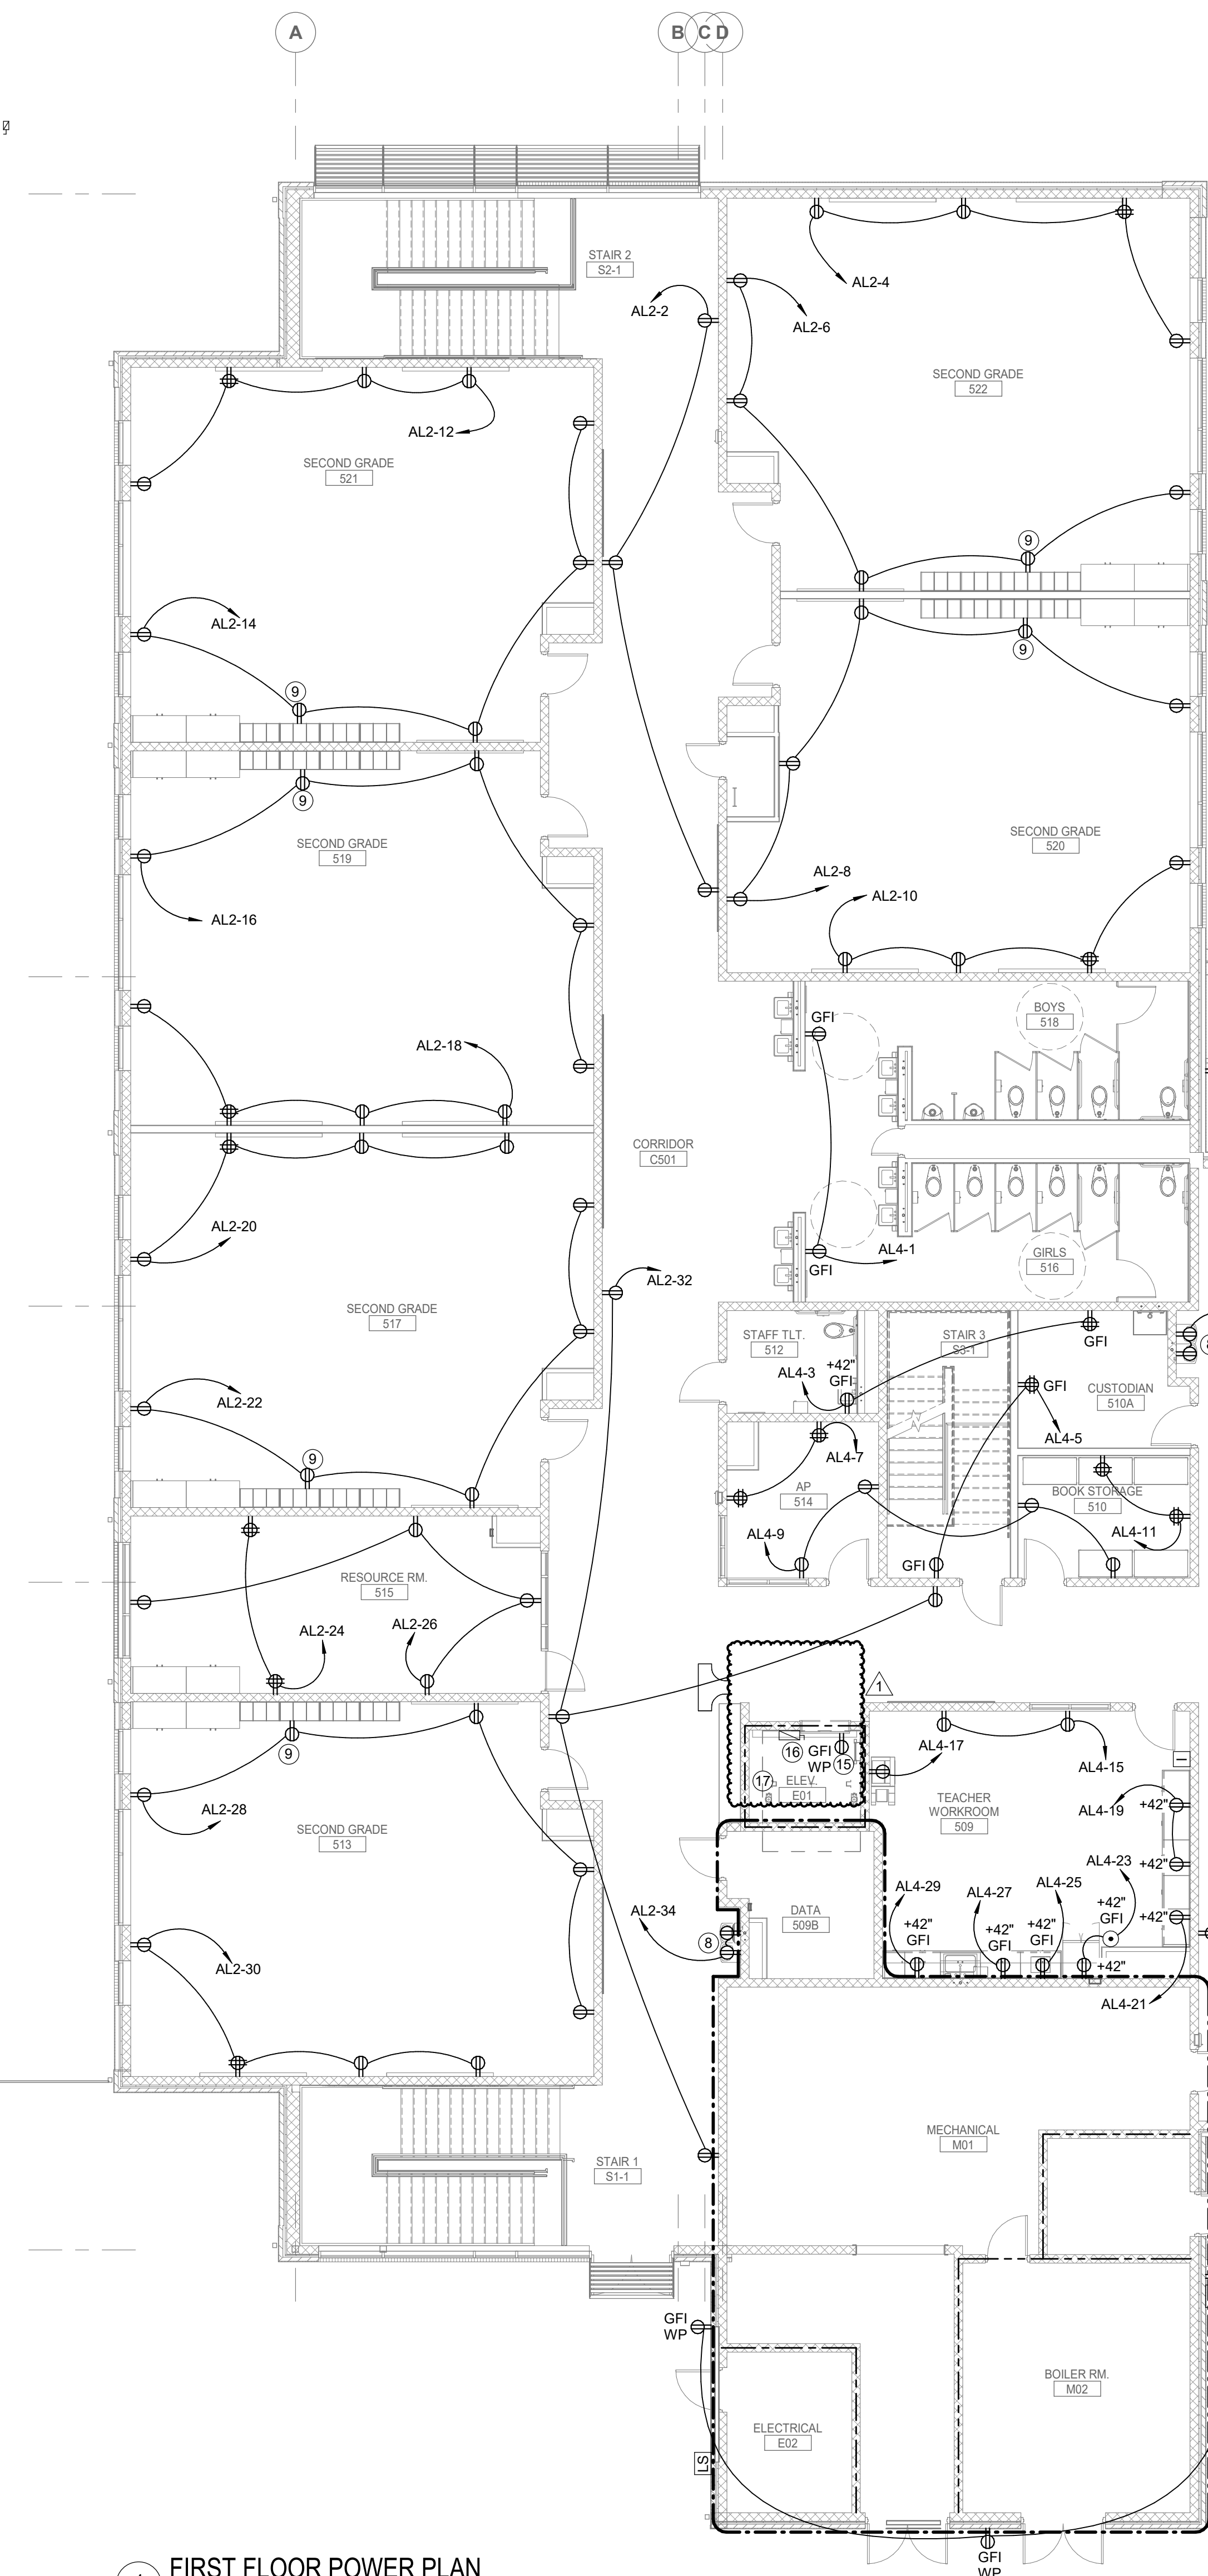 A
B
C
D
STAIR 2
S2-1
AL2-2
AL2-4
AL2-6
SECOND GRADE
522
AL2-12
SECOND GRADE
521
9
AL2-14
9
9
9
SECOND GRADE
519
SECOND GRADE
520
AL2-16
AL2-8
AL2-10
BOYS
518
GFI
AL2-18
CORRIDOR
C501
AL2-20
AL4-1
GFI
GIRLS
516
AL2-32
SECOND GRADE
517
STAFF TLT.
512
STAIR 3
S3-1
GFI
8
AL4-3
+42"
GFI
GFI
CUSTODIAN
510A
AL2-22
AL4-5
AL4-7
9
AP
514
BOOK STORAGE
510
AL4-9
AL4-11
GFI
RESOURCE RM.
515
AL2-24
AL2-26
1
9
16
GFI
WP
15
17
ELEV.
E01
AL4-17
AL4-15
TEACHER
WORKROOM
509
AL4-19
+42"
AL2-28
SECOND GRADE
513
+42"
AL4-23
AL4-29
AL4-27
AL4-25
+42"
GFI
+42"
GFI
+42"
GFI
+42"
GFI
+42"
+42"
AL2-34
8
DATA
509B
AL2-30
AL4-21
MECHANICAL
M01
STAIR 1
S1-1
GFI
WP
BOILER RM.
M02
ELECTRICAL
E02
LS
GFI
WP
FIRST FLOOR POWER PLAN